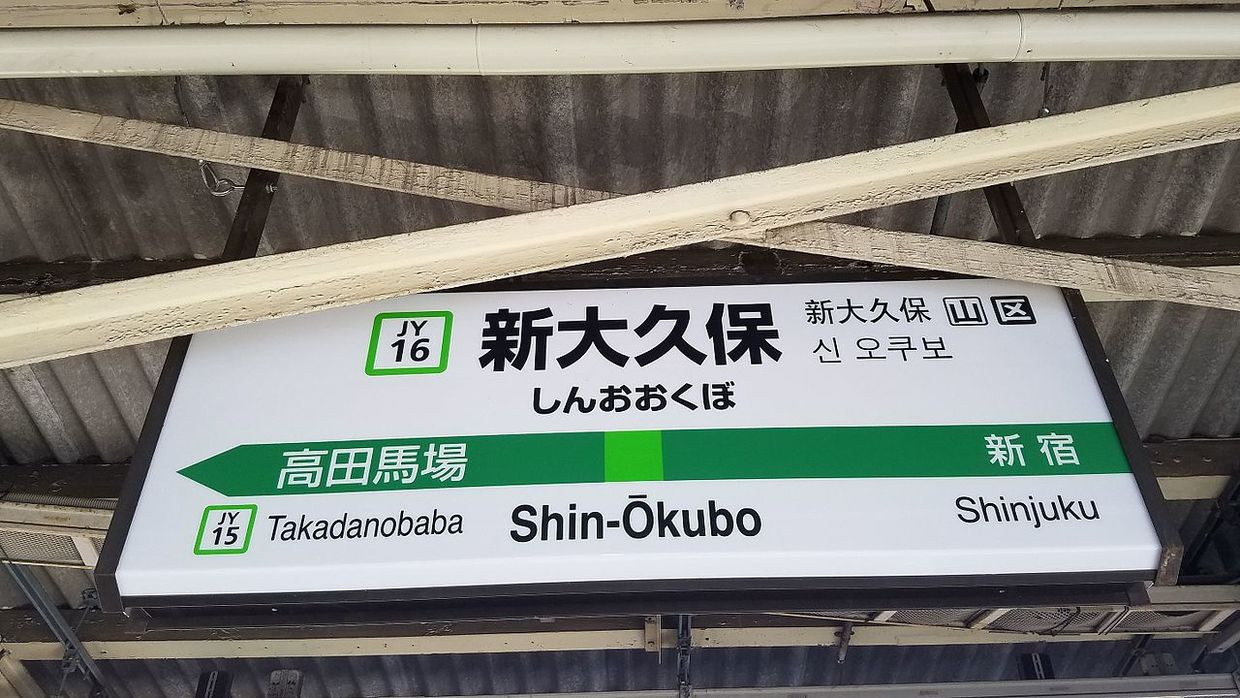 JY
16
新大久保
新大久保 山 区
신 오쿠보
しんおおくぼ
高田馬場
新宿
JY
15
Takadanobaba
Shin-Ōkubo
Shinjuku